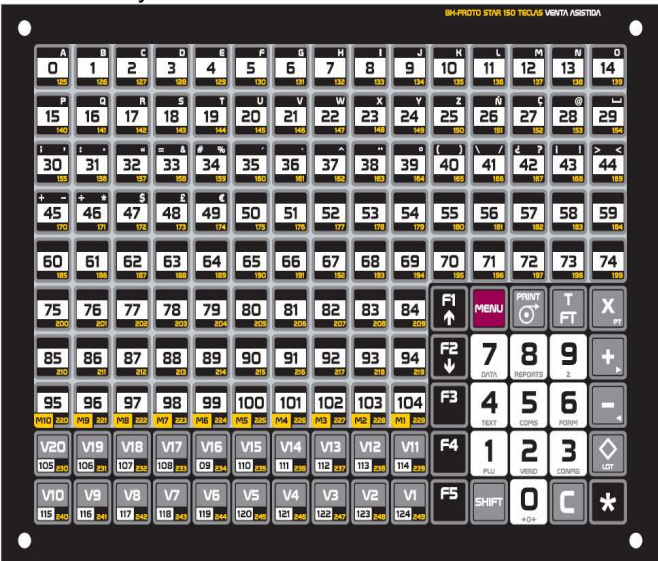 BH-PROTO STAR 150 TECLAS VENTA ASISTIDA
A B C D E F G H I J K L M N O
0 1 2 3 4 5 6 7 8 9 10 11 12 13 14
125 126 127 128 129 130 131 132 133 134 135 136 137 138 139
P Q R S T U V W X Y Z Ñ Ç @
15 16 17 18 19 20 21 22 23 24 25 26 27 28 29
140 141 142 143 144 145 146 147 148 149 150 151 152 153 154
= & # % ^ ( ) \ / ¿ ? ¡ ! > <
30 31 32 33 34 35 36 37 38 39 40 41 42 43 44
155 156 157 158 159 160 161 162 163 164 165 166 167 168 169
+ - + * $ £ €
45 46 47 48 49 50 51 52 53 54 55 56 57 58 59
170 171 172 173 174 175 176 177 178 179 180 181 182 183 184
60 61 62 63 64 65 66 67 68 69 70 71 72 73 74
185 186 187 188 189 190 191 192 193 194 195 196 197 198 199
75 76 77 78 79 80 81 82 83 84 F1 MENU PRINT T FT X PT
200 201 202 203 204 205 206 207 208 209
85 86 87 88 89 90 91 92 93 94 F2 7 8 9 +
210 211 212 213 214 215 216 217 218 219 DATA REPORTS Z
95 96 97 98 99 100 101 102 103 104 F3 4 5 6 -
M10 220 M9 221 M8 222 M7 223 M6 224 M5 225 M4 226 M3 227 M2 228 M1 229 TEXT COMS FORM
V20 V19 V18 V17 V16 V15 V14 V13 V12 V11 F4 1 2 3
105 230 106 231 107 232 108 233 09 234 110 235 111 236 112 237 113 238 114 239 PLU VEND CONFIG LOT
V10 V9 V8 V7 V6 V5 V4 V3 V2 V1 F5 SHIFT 0 C *
115 240 116 241 117 242 118 243 119 244 120 245 121 246 122 247 123 248 124 249 →0←